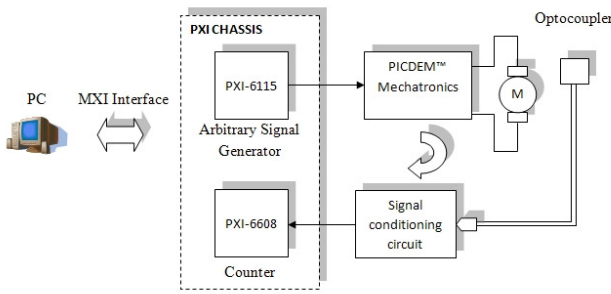 PXI CHASSIS
Optocoupler
PC
MXI Interface
PXI-6115
PICDEM™
Mechatronics
M
Arbitrary Signal
Generator
PXI-6608
Signal
conditioning
circuit
Counter